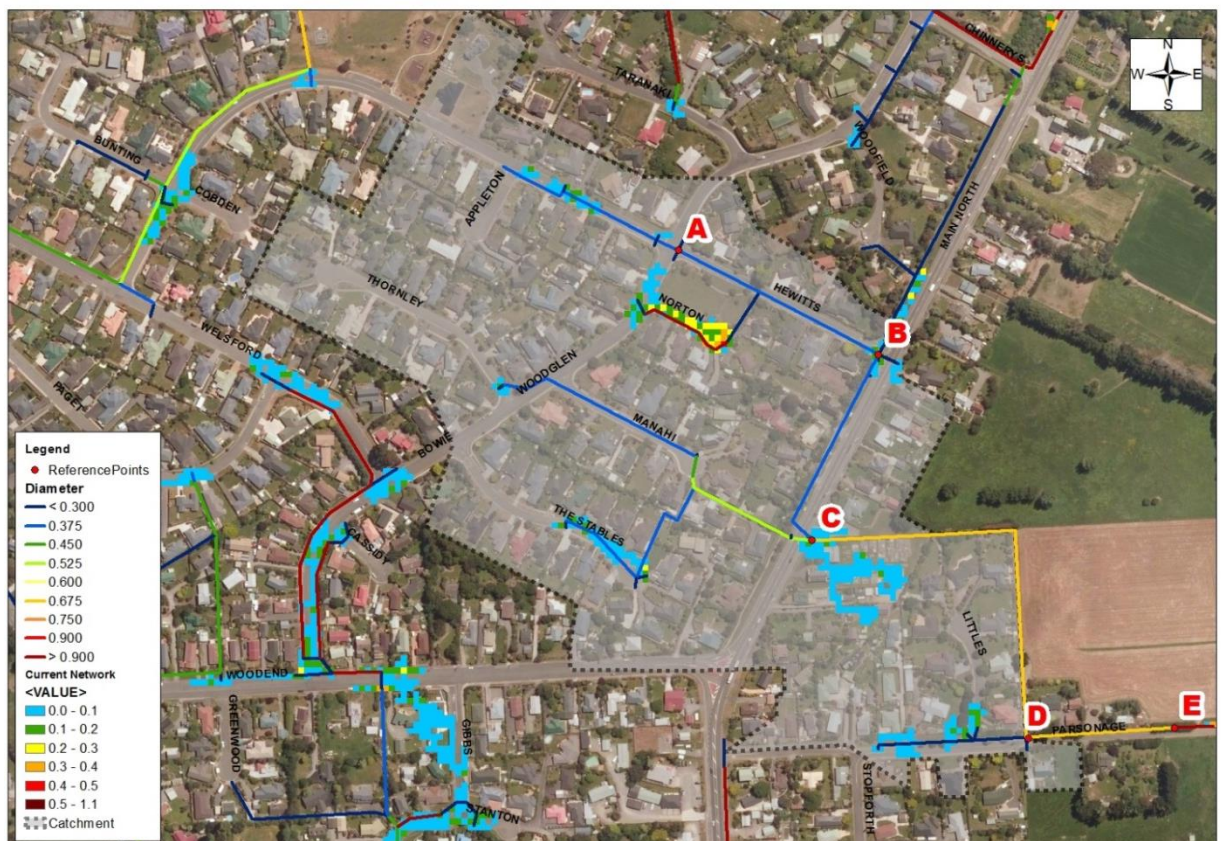 CHINNERYS
N
W E
S
TARANAKI
WOODFIELD
BUNTING
COBDEN
APPLETON
MAIN NORTH
A
THORNLEY
HEWITTS
NORTON
B
WELSFORD
WOODGLEN
PAGET
MANAHI
BOWIE
C
THE STABLES
CASSIDY
LITTLES
WOODEND
GREENWOOD
GIBBS
D
PARSONAGE
E
STOPFORTH
STANTON
Legend
ReferencePoints
Diameter
< 0.300
0.375
0.450
0.525
0.600
0.675
0.750
0.900
> 0.900
Current Network
<VALUE>
0.0 - 0.1
0.1 - 0.2
0.2 - 0.3
0.3 - 0.4
0.4 - 0.5
0.5 - 1.1
Catchment